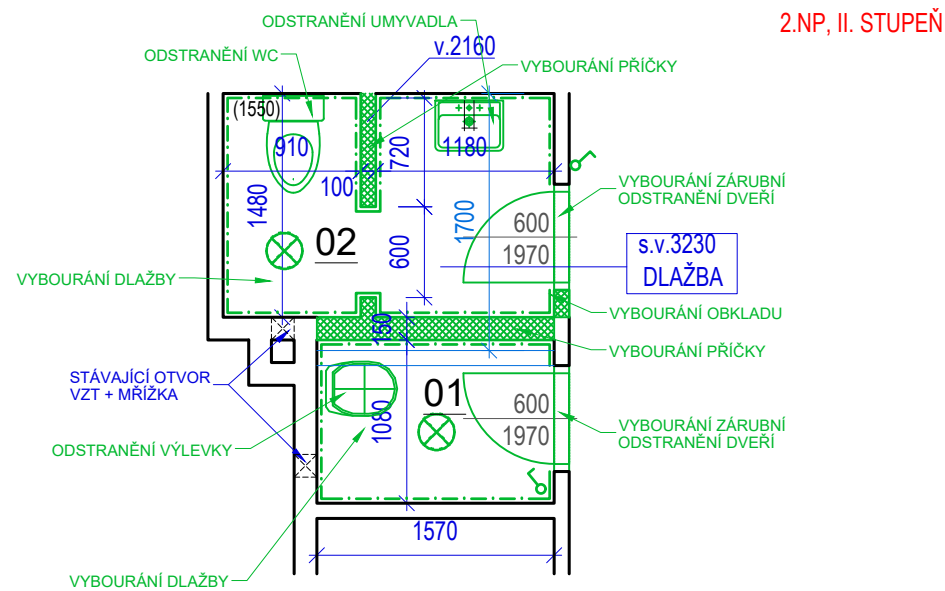 2.NP, II. STUPEŇ
ODSTRANĚNÍ UMYVADLA
v.2160
ODSTRANĚNÍ WC
VYBOURÁNÍ PŘÍČKY
(1550)
910
720
1180
100
VYBOURÁNÍ ZÁRUBNÍ
ODSTRANĚNÍ DVEŘÍ
1480
1700
600
02
600
1970
s.v.3230
DLAŽBA
VYBOURÁNÍ DLAŽBY
VYBOURÁNÍ OBKLADU
150
VYBOURÁNÍ PŘÍČKY
STÁVAJÍCÍ OTVOR
VZT + MŘÍŽKA
01
1080
600
1970
VYBOURÁNÍ ZÁRUBNÍ
ODSTRANĚNÍ DVEŘÍ
ODSTRANĚNÍ VÝLEVKY
1570
VYBOURÁNÍ DLAŽBY